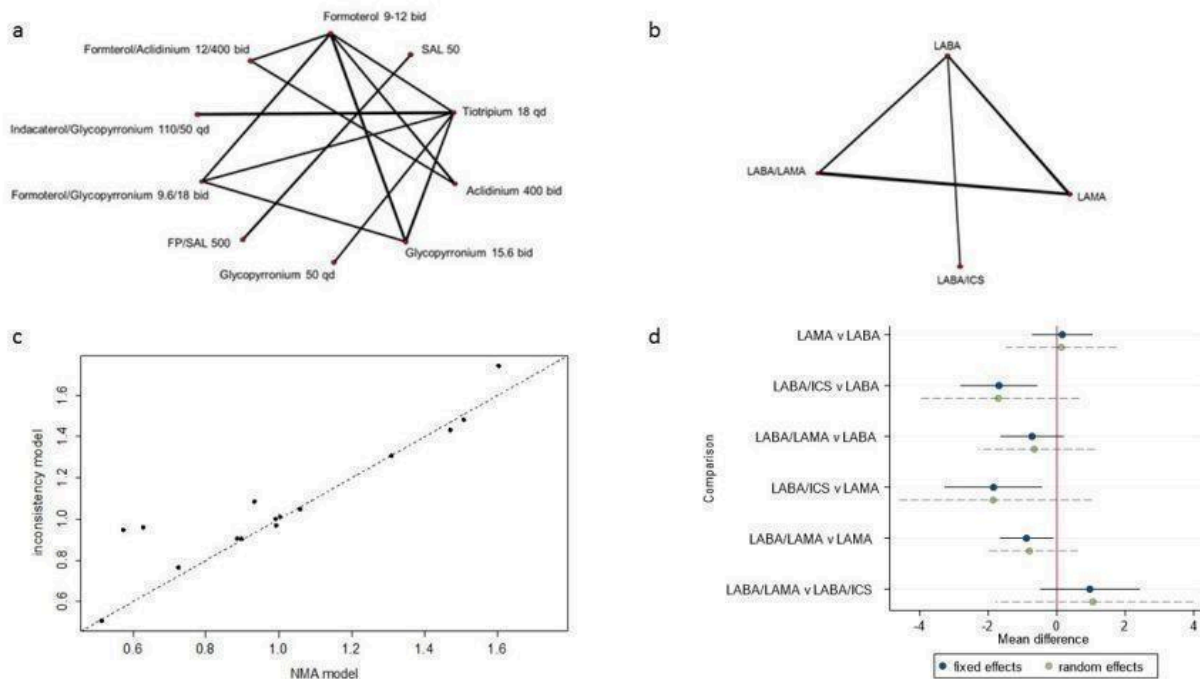 a
Formoterol 9-12 bid
Formterol/Aclidinium 12/400 bid
SAL 50
Indacaterol/Glycopyrronium 110/50 qd
Tiotripium 18 qd
Formoterol/Glycopyrronium 9.6/18 bid
Aclidinium 400 bid
FP/SAL 500
Glycopyrronium 15.6 bid
Glycopyrronium 50 qd
b
LABA
LABA/LAMA
LAMA
LABA/ICS
c
inconsistency model
1.6
1.4
1.2
1.0
0.8
0.6
0.6 0.8 1.0 1.2 1.4 1.6
NMA model
d
Comparison
LAMA v LABA
LABA/ICS v LABA
LABA/LAMA v LABA
LABA/ICS v LAMA
LABA/LAMA v LAMA
LABA/LAMA v LABA/ICS
-4 -2 0 2 4
Mean difference
fixed effects random effects